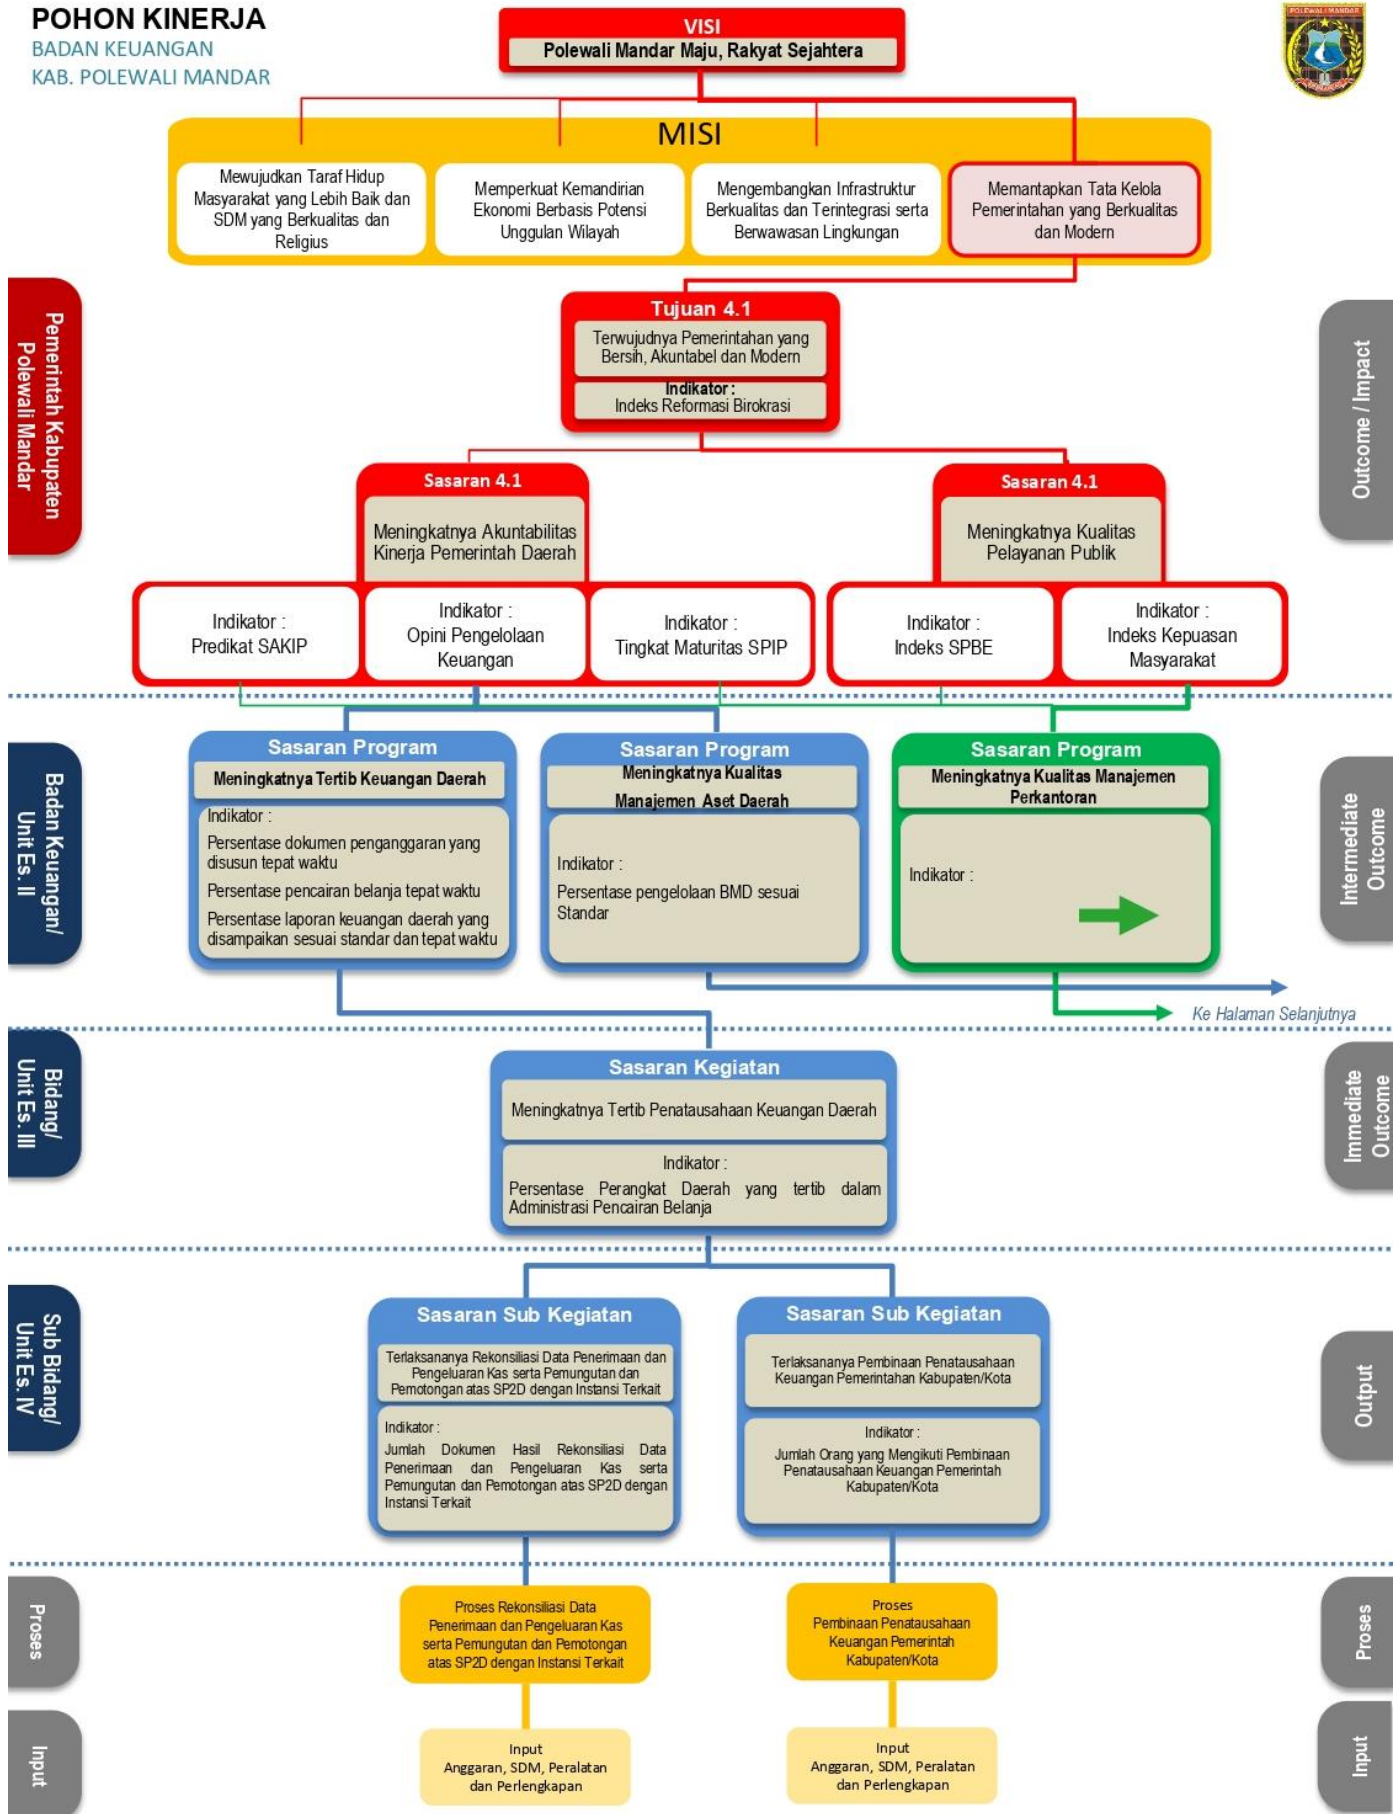 POHON KINERJA
BADAN KEUANGAN
KAB. POLEWALI MANDAR
POLEWALI MANDAR
VISI
Polewali Mandar Maju, Rakyat Sejahtera
MISI
Mewujudkan Taraf Hidup
Masyarakat yang Lebih Baik dan
SDM yang Berkualitas dan
Religius
Memperkuat Kemandirian
Ekonomi Berbasis Potensi
Unggulan Wilayah
Mengembangkan Infrastruktur
Berkualitas dan Terintegrasi serta
Berwawasan Lingkungan
Memantapkan Tata Kelola
Pemerintahan yang Berkualitas
dan Modern
Pemerintah Kabupaten
Polewali Mandar
Outcome / Impact
Tujuan 4.1
Terwujudnya Pemerintahan yang
Bersih, Akuntabel dan Modern
Indikator :
Indeks Reformasi Birokrasi
Sasaran 4.1
Meningkatnya Akuntabilitas
Kinerja Pemerintah Daerah
Sasaran 4.1
Meningkatnya Kualitas
Pelayanan Publik
Indikator :
Predikat SAKIP
Indikator :
Opini Pengelolaan
Keuangan
Indikator :
Tingkat Maturitas SPIP
Indikator :
Indeks SPBE
Indikator :
Indeks Kepuasan
Masyarakat
Badan Keuangan/
Unit Es. II
Intermediate
Outcome
Sasaran Program
Meningkatnya Tertib Keuangan Daerah
Indikator :
Persentase dokumen penganggaran yang
disusun tepat waktu
Persentase pencairan belanja tepat waktu
Persentase laporan keuangan daerah yang
disampaikan sesuai standar dan tepat waktu
Sasaran Program
Meningkatnya Kualitas
Manajemen Aset Daerah
Indikator :
Persentase pengelolaan BMD sesuai
Standar
Sasaran Program
Meningkatnya Kualitas Manajemen
Perkantoran
Indikator :
Ke Halaman Selanjutnya
Bidang/
Unit Es. III
Immediate
Outcome
Sasaran Kegiatan
Meningkatnya Tertib Penatausahaan Keuangan Daerah
Indikator :
Persentase Perangkat Daerah yang tertib dalam
Administrasi Pencairan Belanja
Sub Bidang/
Unit Es. IV
Output
Sasaran Sub Kegiatan
Terlaksananya Rekonsiliasi Data Penerimaan dan
Pengeluaran Kas serta Pemungutan dan
Pemotongan atas SP2D dengan Instansi Terkait
Indikator :
Jumlah Dokumen Hasil Rekonsiliasi Data
Penerimaan dan Pengeluaran Kas serta
Pemungutan dan Pemotongan atas SP2D dengan
Instansi Terkait
Sasaran Sub Kegiatan
Terlaksananya Pembinaan Penatausahaan
Keuangan Pemerintahan Kabupaten/Kota
Indikator :
Jumlah Orang yang Mengikuti Pembinaan
Penatausahaan Keuangan Pemerintah
Kabupaten/Kota
Proses
Proses
Proses Rekonsiliasi Data
Penerimaan dan Pengeluaran Kas
serta Pemungutan dan Pemotongan
atas SP2D dengan Instansi Terkait
Proses
Pembinaan Penatausahaan
Keuangan Pemerintah
Kabupaten/Kota
Input
Input
Input
Anggaran, SDM, Peralatan
dan Perlengkapan
Input
Anggaran, SDM, Peralatan
dan Perlengkapan